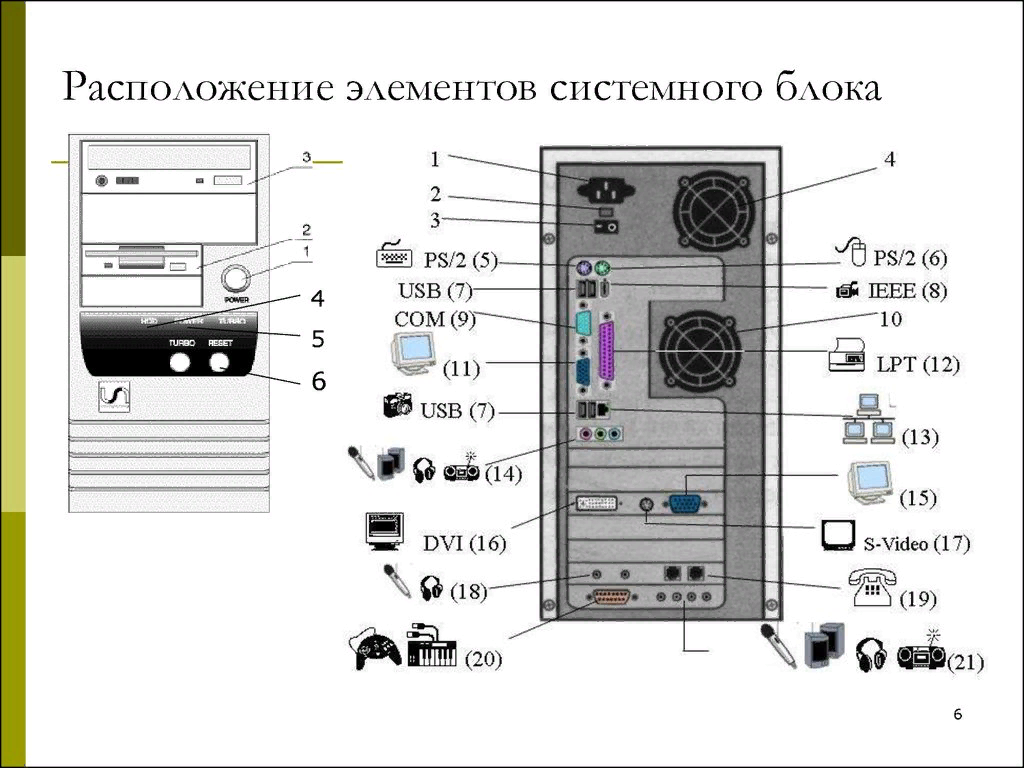 Расположение элементов системного блока
3
2
1
POWER
4
HDD POWER TURBO
5
TURBO RESET
6
1
2
3
4
PS/2 (5)
PS/2 (6)
USB (7)
IEEE (8)
COM (9)
10
(11)
LPT (12)
USB (7)
(13)
(14)
(15)
DVI (16)
S-Video (17)
(18)
(19)
(20)
(21)
6